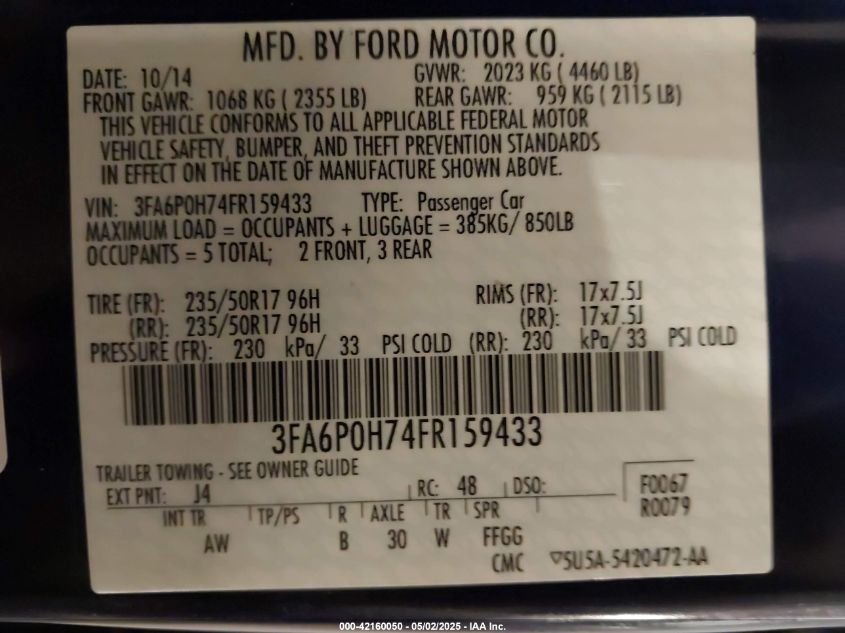 MFD. BY FORD MOTOR CO.
DATE: 10/14 GVWR: 2023 KG ( 4460 LB)
FRONT GAWR: 1068 KG ( 2355 LB) REAR GAWR: 959 KG ( 2115 LB)
THIS VEHICLE CONFORMS TO ALL APPLICABLE FEDERAL MOTOR
VEHICLE SAFETY, BUMPER, AND THEFT PREVENTION STANDARDS
IN EFFECT ON THE DATE OF MANUFACTURE SHOWN ABOVE.
VIN: 3FA6P0H74FR159433 TYPE: Passenger Car
MAXIMUM LOAD = OCCUPANTS + LUGGAGE = 385KG/ 850LB
OCCUPANTS = 5 TOTAL; 2 FRONT, 3 REAR
TIRE (FR): 235/50R17 96H RIMS (FR): 17x7.5J
(RR): 235/50R17 96H (RR): 17x7.5J
PRESSURE (FR): 230 kPa/ 33 PSI COLD (RR): 230 kPa/ 33 PSI COLD
3FA6P0H74FR159433
TRAILER TOWING - SEE OWNER GUIDE
EXT PNT: J4 RC: 48 DSO: F0067
R0079
INT TR TP/PS R AXLE TR SPR
AW B 30 W FFGG
CMC ▽5U5A-5420472-AA
000-42160050 - 05/02/2025 - IAA Inc.